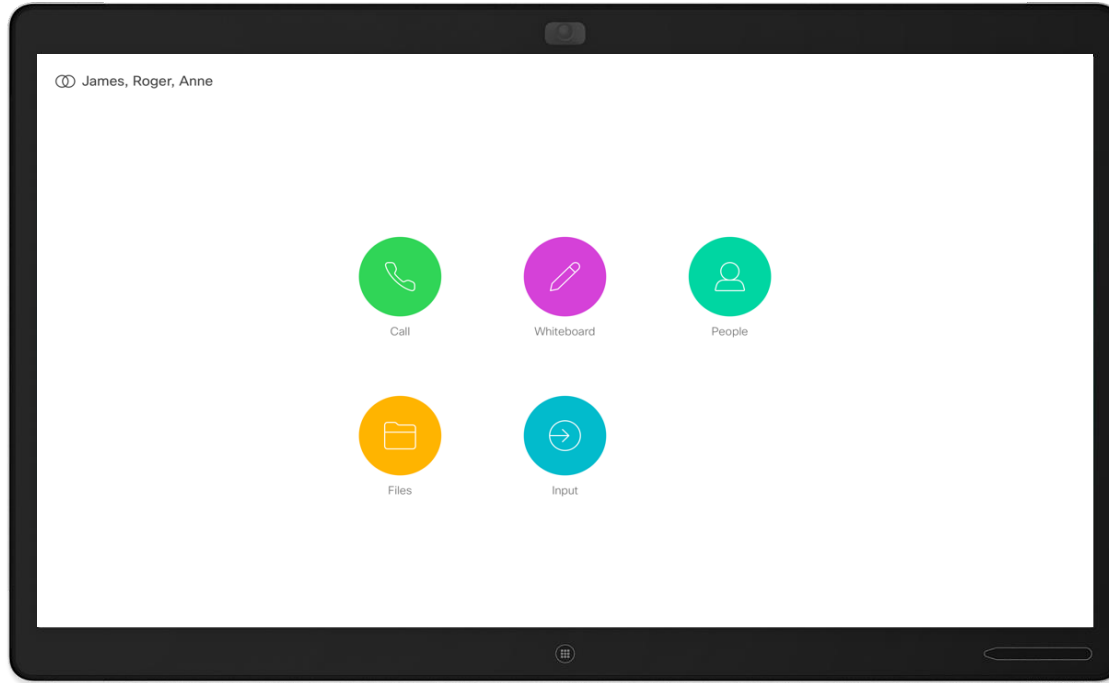 James, Roger, Anne
Call
Whiteboard
People
Files
Input